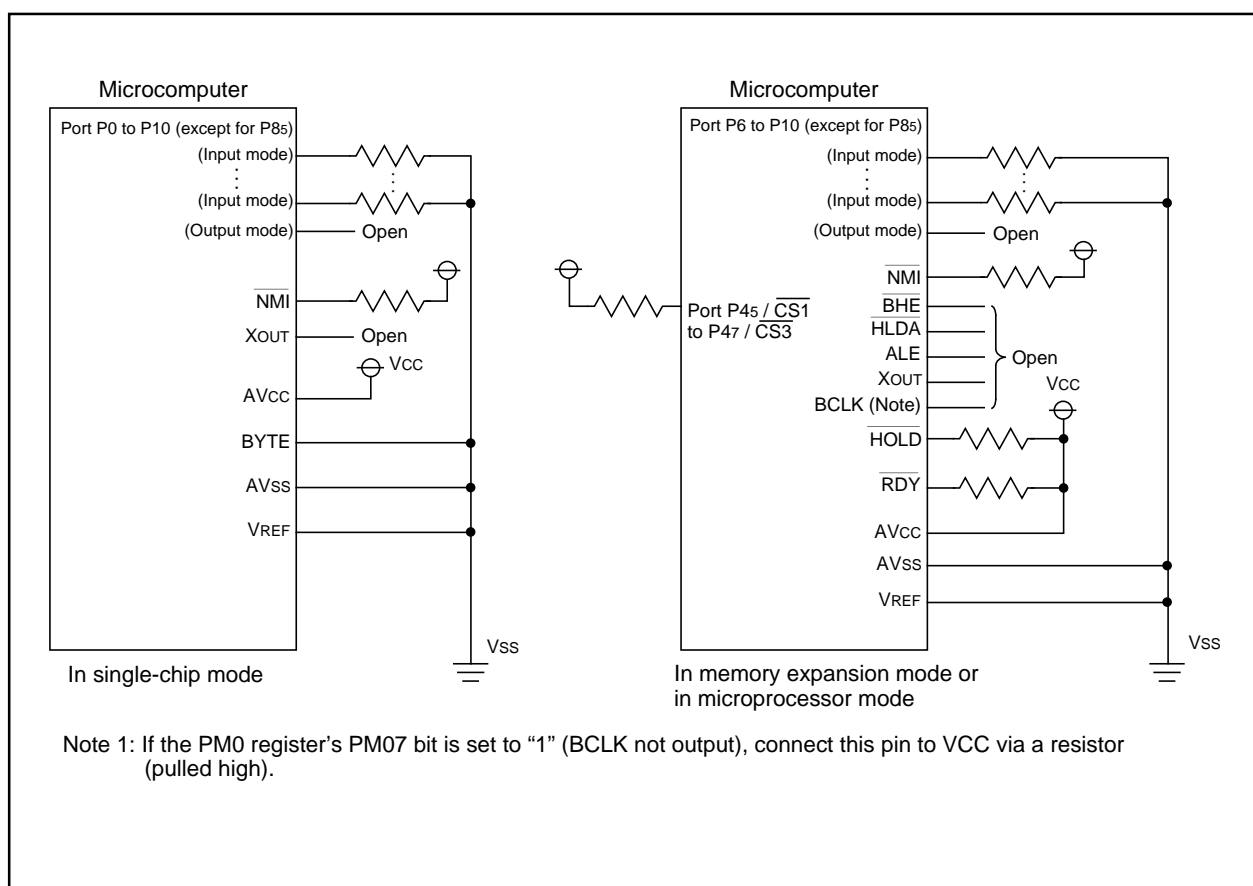 Microcomputer
Port P0 to P10 (except for P85)
(Input mode)
(Input mode)
(Output mode)
Open
NMI
XOUT
Open
VCC
AVCC
BYTE
AVSS
VREF
VSS
In single-chip mode
Microcomputer
Port P6 to P10 (except for P85)
(Input mode)
(Input mode)
(Output mode)
Open
NMI
Port P45 / CS1
to P47 / CS3
BHE
HLDA
ALE
XOUT
BCLK (Note)
Open
VCC
HOLD
RDY
AVCC
AVSS
VREF
VSS
In memory expansion mode or
in microprocessor mode
Note 1: If the PM0 register’s PM07 bit is set to “1” (BCLK not output), connect this pin to VCC via a resistor
(pulled high).